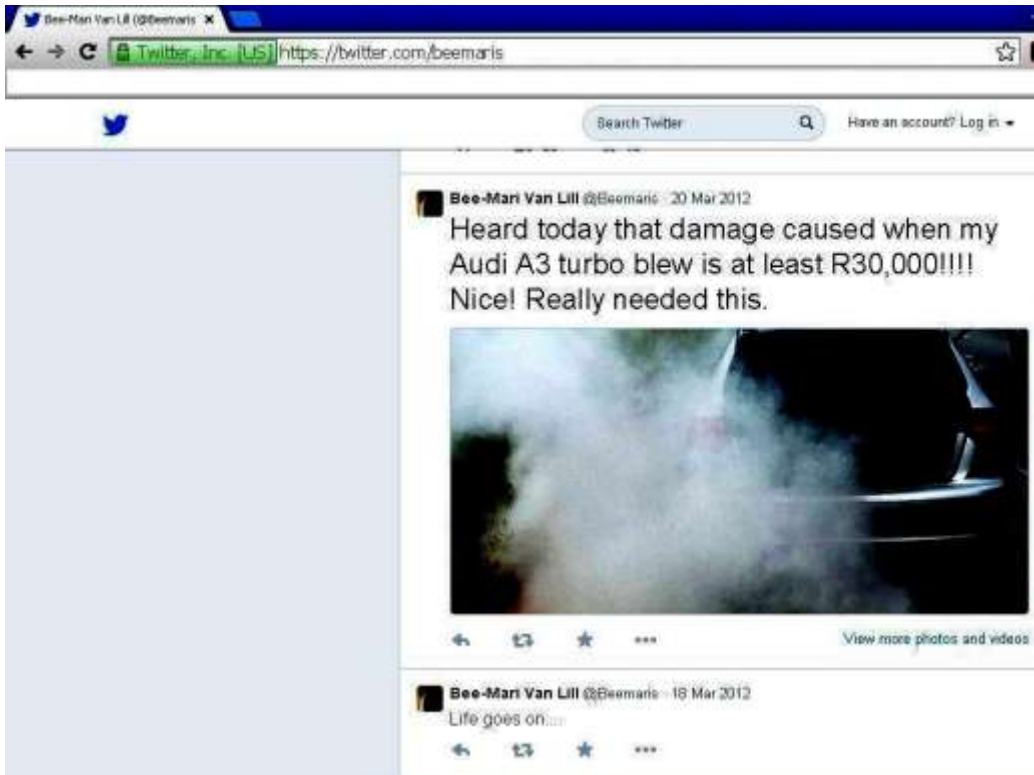 Bee-Mari Van Lill (@Beemaris
Twitter, Inc. [US] https://twitter.com/beemaris
Search Twitter
Have an account? Log in
Bee-Mari Van Lill @Beemaris · 20 Mar 2012
Heard today that damage caused when my
Audi A3 turbo blew is at least R30,000!!!!
Nice! Really needed this.
View more photos and videos
Bee-Mari Van Lill @Beemaris · 18 Mar 2012
Life goes on....